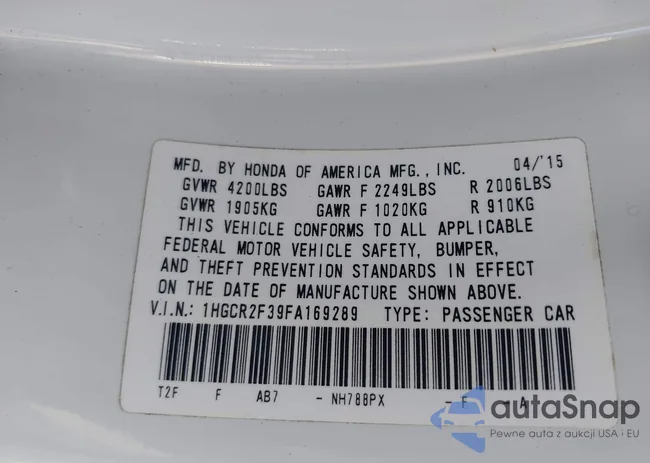 MFD. BY HONDA OF AMERICA MFG., INC. 04/'15
GVWR 4200LBS GAWR F 2249LBS R 2006LBS
GVWR 1905KG GAWR F 1020KG R 910KG
THIS VEHICLE CONFORMS TO ALL APPLICABLE
FEDERAL MOTOR VEHICLE SAFETY, BUMPER,
AND THEFT PREVENTION STANDARDS IN EFFECT
ON THE DATE OF MANUFACTURE SHOWN ABOVE.
V.I.N.: 1HGCR2F39FA169289 TYPE: PASSENGER CAR
T2F F AB7 - NH788PX - F - A
autoSnap
Pewne auta z aukcji USA i EU